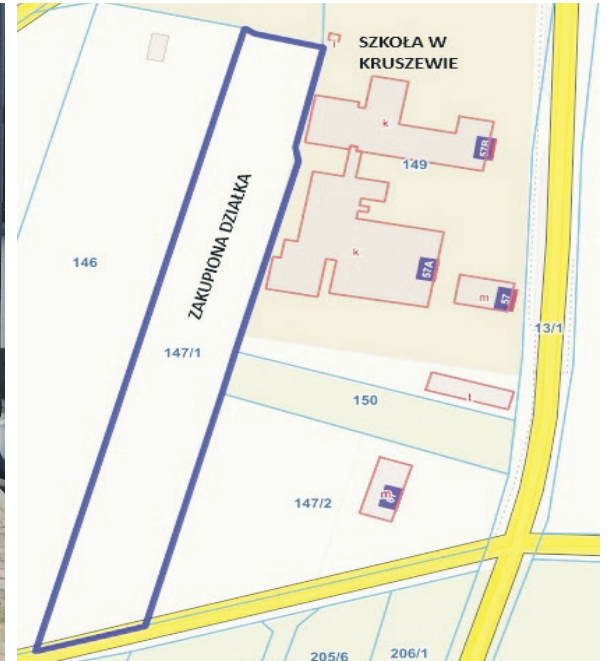 SZKOŁA W
KRUSZEWIE
k
57B
149
ZAKUPIONA DZIAŁKA
146
k
57A
m
57
13/1
147/1
150
t
147/2
m
205/6
206/1